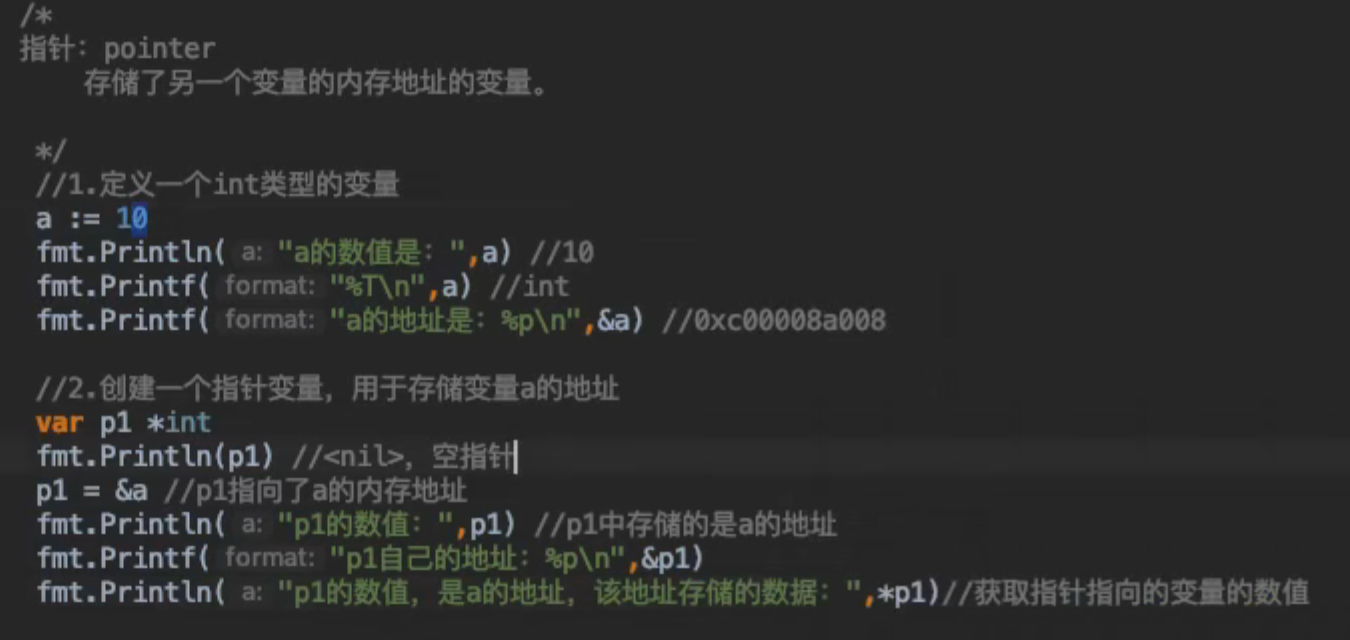 /*
指针：pointer
存储了另一个变量的内存地址的变量。
*/
//1.定义一个int类型的变量
a := 10
fmt.Println( a: "a的数值是：",a) //10
fmt.Printf( format: "%T\n",a) //int
fmt.Printf( format: "a的地址是：%p\n",&a) //0xc00008a008
//2.创建一个指针变量，用于存储变量a的地址
var p1 *int
fmt.Println(p1) //<nil>，空指针
p1 = &a //p1指向了a的内存地址
fmt.Println( a: "p1的数值：",p1) //p1中存储的是a的地址
fmt.Printf( format: "p1自己的地址：%p\n",&p1)
fmt.Println( a: "p1的数值，是a的地址，该地址存储的数据：",*p1)//获取指针指向的变量的数值